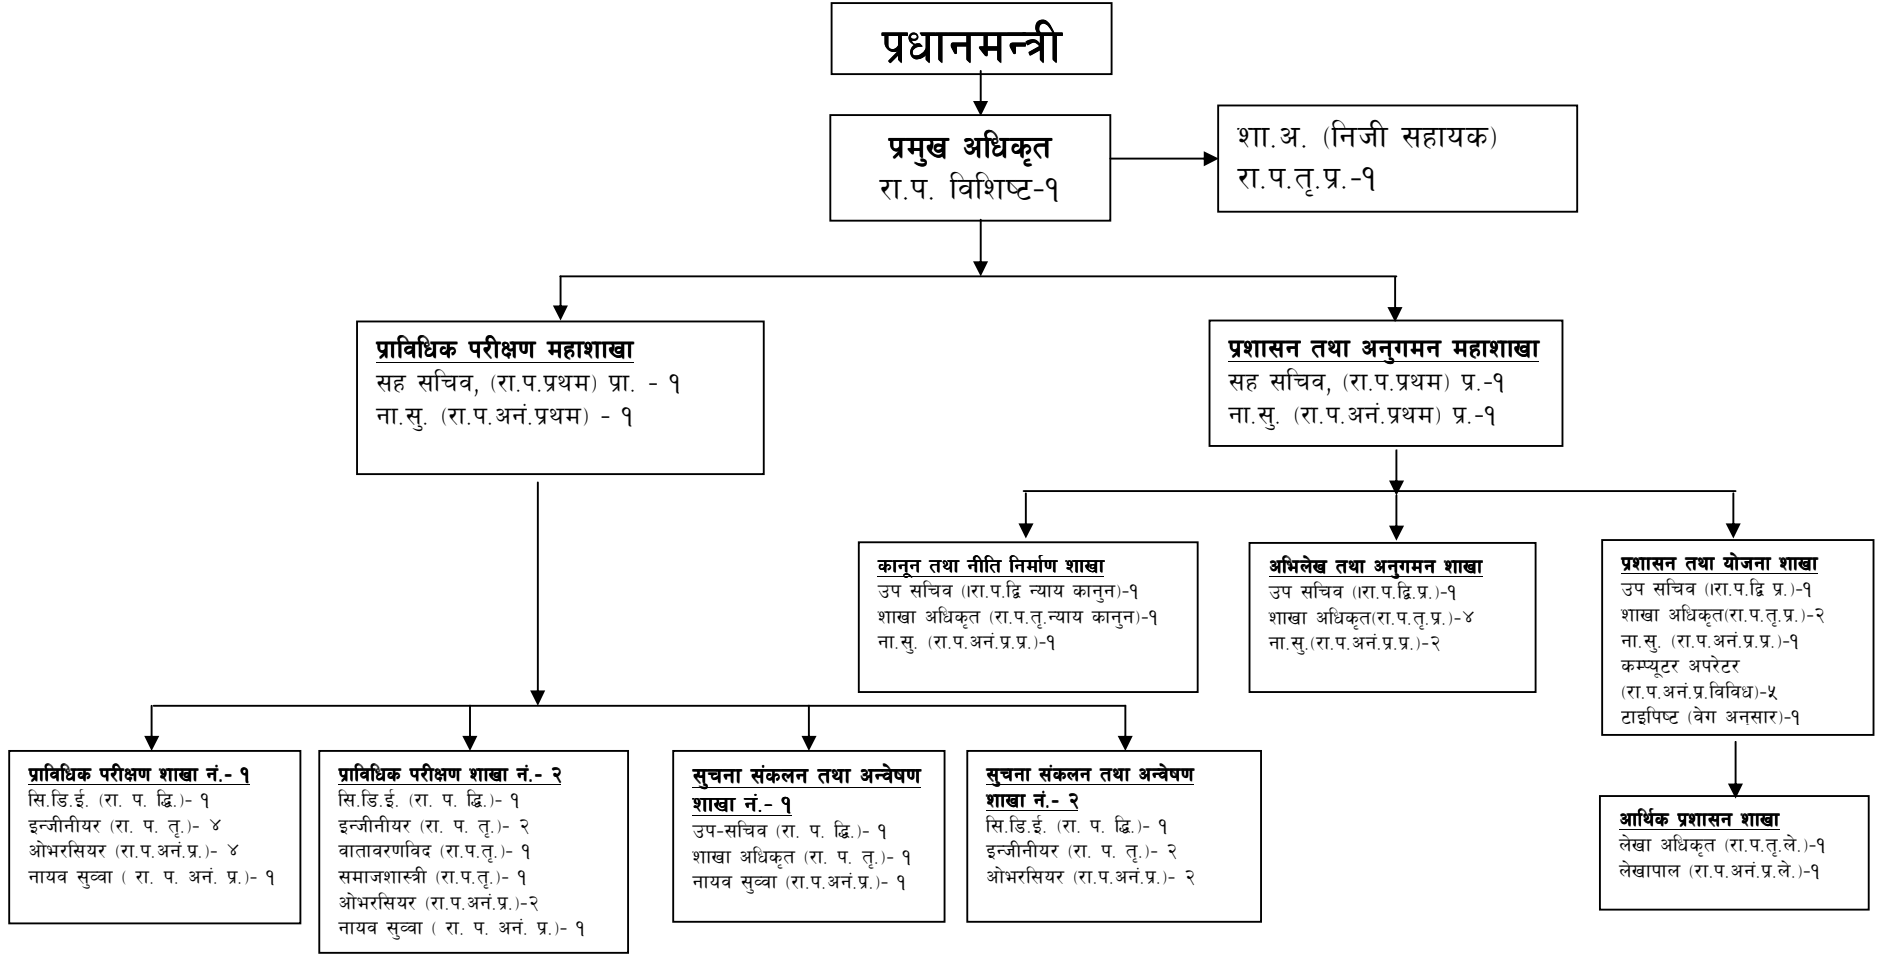 प्रधानमन्त्री
प्रमुख अधिकृत
रा.प. विशिष्ट-१
शा.अ. (निजी सहायक)
रा.प.तृ.प्र.-१
प्राविधिक परीक्षण महाशाखा
सह सचिव, (रा.प.प्रथम) प्रा. - १
ना.सु. (रा.प.अनं.प्रथम) - १
प्रशासन तथा अनुगमन महाशाखा
सह सचिव, (रा.प.प्रथम) प्र.-१
ना.सु. (रा.प.अनं.प्रथम) प्र.-१
कानून तथा नीति निर्माण शाखा
उप सचिव (।रा.प.द्वि न्याय कानुन)-१
शाखा अधिकृत (रा.प.तृ.न्याय कानुन)-१
ना.सु. (रा.प.अनं.प्र.प्र.)-१
अभिलेख तथा अनुगमन शाखा
उप सचिव (।रा.प.द्वि.प्र.)-१
शाखा अधिकृत(रा.प.तृ.प्र.)-४
ना.सु.(रा.प.अनं.प्र.प्र.)-२
प्रशासन तथा योजना शाखा
उप सचिव (।रा.प.द्वि प्र.)-१
शाखा अधिकृत(रा.प.तृ.प्र.)-२
ना.सु. (रा.प.अनं.प्र.प्र.)-१
कम्प्यूटर अपरेटर
(रा.प.अनं.प्र.विविध)-५
टाइपिष्ट (वेग अनुसार)-१
प्राविधिक परीक्षण शाखा नं.- १
सि.डि.ई. (रा. प. द्धि.)- १
इन्जीनीयर (रा. प. तृ.)- ४
ओभरसियर (रा.प.अनं.प्र.)- ४
नायव सुव्वा ( रा. प. अनं. प्र.)- १
प्राविधिक परीक्षण शाखा नं.- २
सि.डि.ई. (रा. प. द्धि.)- १
इन्जीनीयर (रा. प. तृ.)- २
वातावरणविद (रा.प.तृ.)- १
समाजशास्त्री (रा.प.तृ.)- १
ओभरसियर (रा.प.अनं.प्र.)-२
नायव सुव्वा ( रा. प. अनं. प्र.)- १
सुचना संकलन तथा अन्वेषण
शाखा नं.- १
उप-सचिव (रा. प. द्धि.)- १
शाखा अधिकृत (रा. प. तृ.)- १
नायव सुव्वा (रा.प.अनं.प्र.)- १
सुचना संकलन तथा अन्वेषण
शाखा नं.- २
सि.डि.ई. (रा. प. द्धि.)- १
इन्जीनीयर (रा. प. तृ.)- २
ओभरसियर (रा.प.अनं.प्र.)- २
आर्थिक प्रशासन शाखा
लेखा अधिकृत (रा.प.तृ.ले.)-१
लेखापाल (रा.प.अनं.प्र.ले.)-१